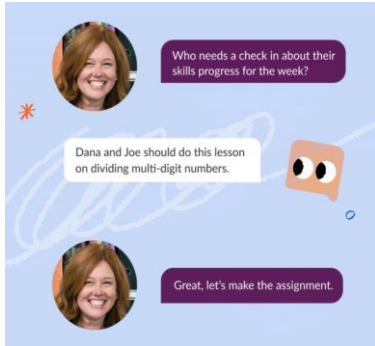 Who needs a check in about their
skills progress for the week?
Dana and Joe should do this lesson
on dividing multi-digit numbers.
Great, let's make the assignment.